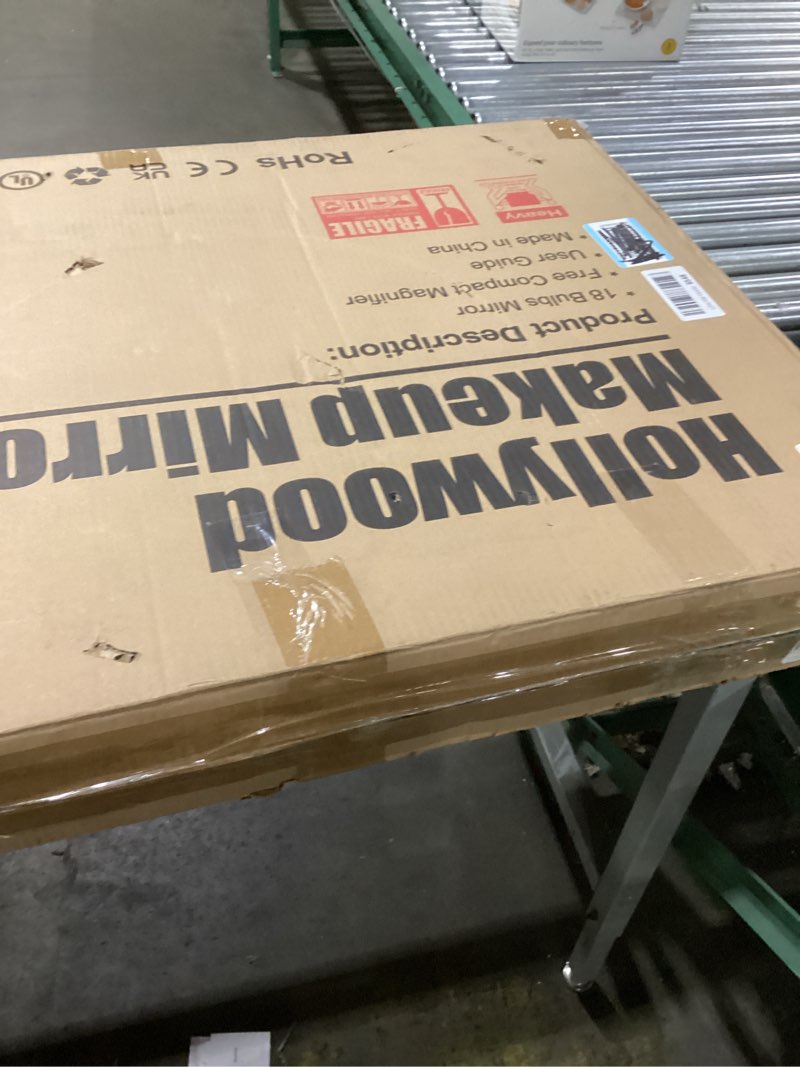 Hollywood
Makeup Mirro
Product Description:
* 18 Bulbs Mirror
* Free Compact Magnifier
* User Guide
* Made in China
Heavy
FRAGILE
RoHS CE UK CA UL